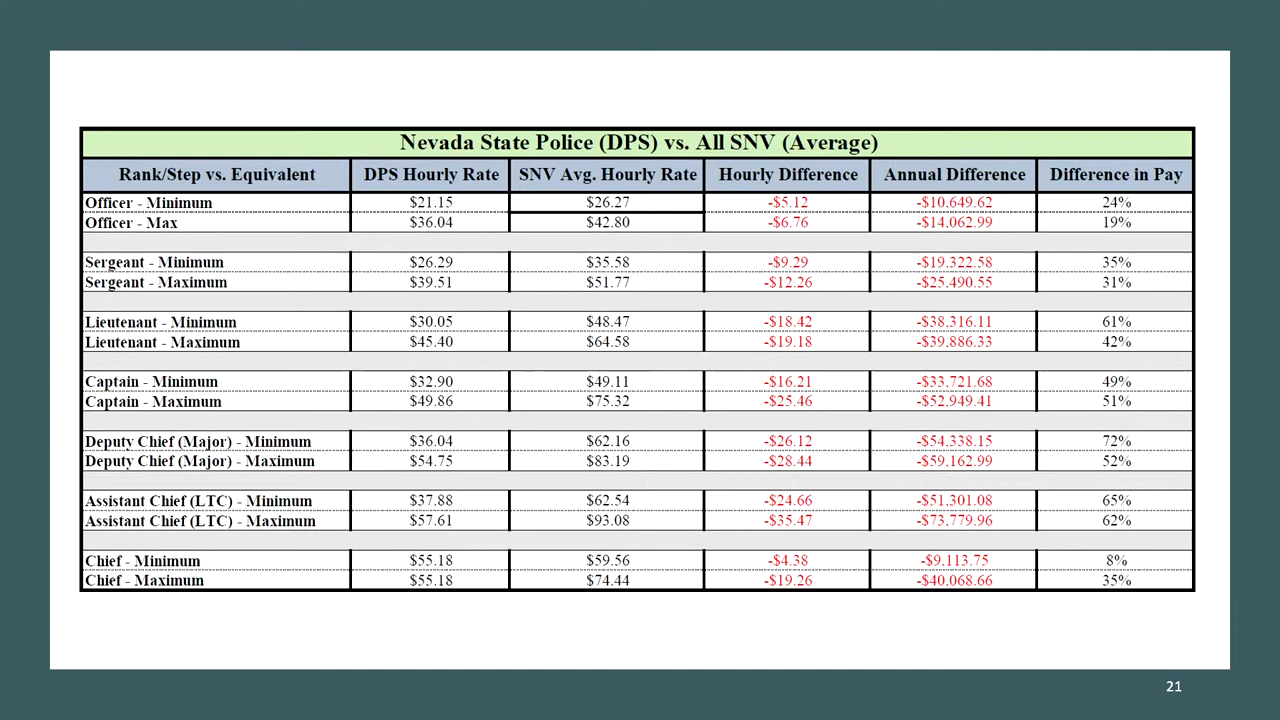 Nevada State Police (DPS) vs. All SNV (Average)
Rank/Step vs. Equivalent DPS Hourly Rate SNV Avg. Hourly Rate Hourly Difference Annual Difference Difference in Pay
Officer - Minimum $21.15 $26.27 -$5.12 -$10,649.62 24%
Officer - Max $36.04 $42.80 -$6.76 -$14,062.99 19%
Sergeant - Minimum $26.29 $35.58 -$9.29 -$19,322.58 35%
Sergeant - Maximum $39.51 $51.77 -$12.26 -$25,490.55 31%
Lieutenant - Minimum $30.05 $48.47 -$18.42 -$38,316.11 61%
Lieutenant - Maximum $45.40 $64.58 -$19.18 -$39,886.33 42%
Captain - Minimum $32.90 $49.11 -$16.21 -$33,721.68 49%
Captain - Maximum $49.86 $75.32 -$25.46 -$52,949.41 51%
Deputy Chief (Major) - Minimum $36.04 $62.16 -$26.12 -$54,338.15 72%
Deputy Chief (Major) - Maximum $54.75 $83.19 -$28.44 -$59,162.99 52%
Assistant Chief (LTC) - Minimum $37.88 $62.54 -$24.66 -$51,301.08 65%
Assistant Chief (LTC) - Maximum $57.61 $93.08 -$35.47 -$73,779.96 62%
Chief - Minimum $55.18 $59.56 -$4.38 -$9,113.75 8%
Chief - Maximum $55.18 $74.44 -$19.26 -$40,068.66 35%
21